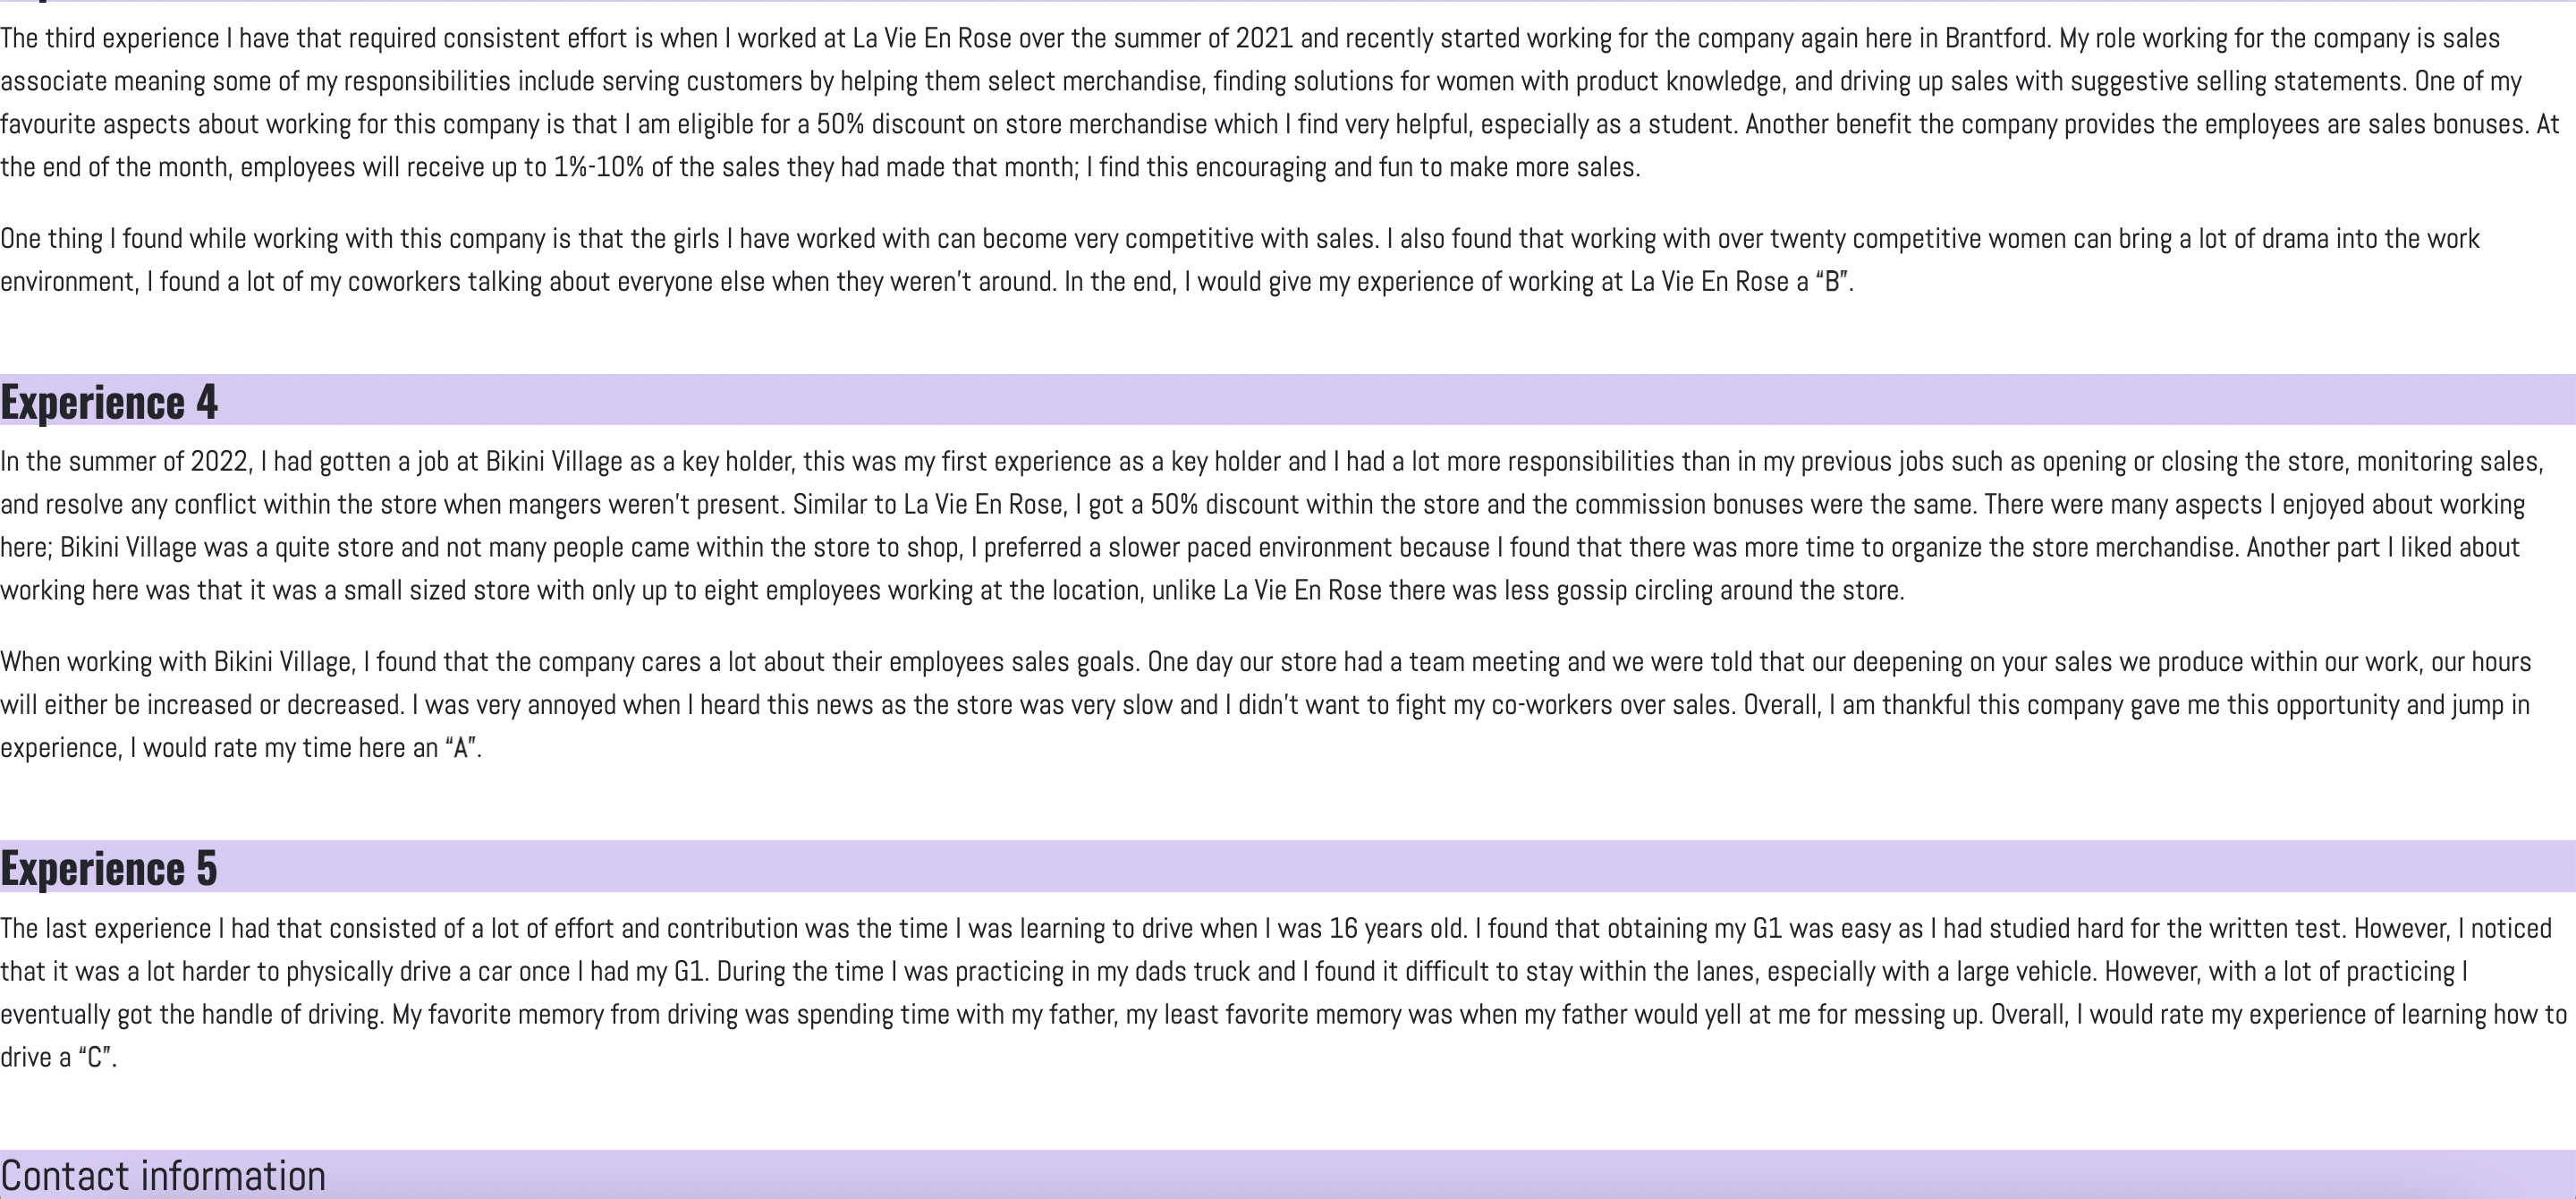 The third experience I have that required consistent effort is when I worked at La Vie En Rose over the summer of 2021 and recently started working for the company again here in Brantford. My role working for the company is sales
associate meaning some of my responsibilities include serving customers by helping them select merchandise, finding solutions for women with product knowledge, and driving up sales with suggestive selling statements. One of my
favourite aspects about working for this company is that I am eligible for a 50% discount on store merchandise which I find very helpful, especially as a student. Another benefit the company provides the employees are sales bonuses. At
the end of the month, employees will receive up to 1%-10% of the sales they had made that month; I find this encouraging and fun to make more sales.
One thing I found while working with this company is that the girls I have worked with can become very competitive with sales. I also found that working with over twenty competitive women can bring a lot of drama into the work
environment, I found a lot of my coworkers talking about everyone else when they weren’t around. In the end, I would give my experience of working at La Vie En Rose a “B”.
Experience 4
In the summer of 2022, I had gotten a job at Bikini Village as a key holder, this was my first experience as a key holder and I had a lot more responsibilities than in my previous jobs such as opening or closing the store, monitoring sales,
and resolve any conflict within the store when mangers weren’t present. Similar to La Vie En Rose, I got a 50% discount within the store and the commission bonuses were the same. There were many aspects I enjoyed about working
here; Bikini Village was a quite store and not many people came within the store to shop, I preferred a slower paced environment because I found that there was more time to organize the store merchandise. Another part I liked about
working here was that it was a small sized store with only up to eight employees working at the location, unlike La Vie En Rose there was less gossip circling around the store.
When working with Bikini Village, I found that the company cares a lot about their employees sales goals. One day our store had a team meeting and we were told that our deepening on your sales we produce within our work, our hours
will either be increased or decreased. I was very annoyed when I heard this news as the store was very slow and I didn’t want to fight my co-workers over sales. Overall, I am thankful this company gave me this opportunity and jump in
experience, I would rate my time here an “A”.
Experience 5
The last experience I had that consisted of a lot of effort and contribution was the time I was learning to drive when I was 16 years old. I found that obtaining my G1 was easy as I had studied hard for the written test. However, I noticed
that it was a lot harder to physically drive a car once I had my G1. During the time I was practicing in my dads truck and I found it difficult to stay within the lanes, especially with a large vehicle. However, with a lot of practicing I
eventually got the handle of driving. My favorite memory from driving was spending time with my father, my least favorite memory was when my father would yell at me for messing up. Overall, I would rate my experience of learning how to
drive a “C”.
Contact information